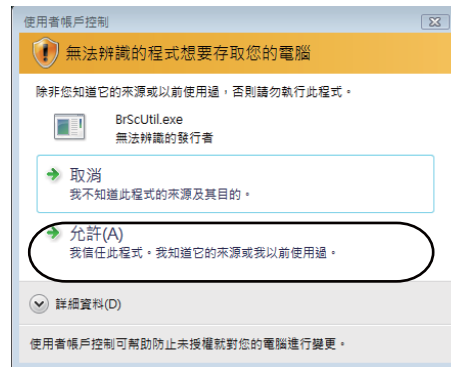 使用者帳戶控制
無法辨識的程式想要存取您的電腦
除非您知道它的來源或以前使用過，否則請勿執行此程式。
BrScUtil.exe
無法辨識的發行者
取消
我不知道此程式的來源及其目的。
允許(A)
我信任此程式。我知道它的來源或我以前使用過。
詳細資料(D)
使用者帳戶控制可幫助防止未授權就對您的電腦進行變更。